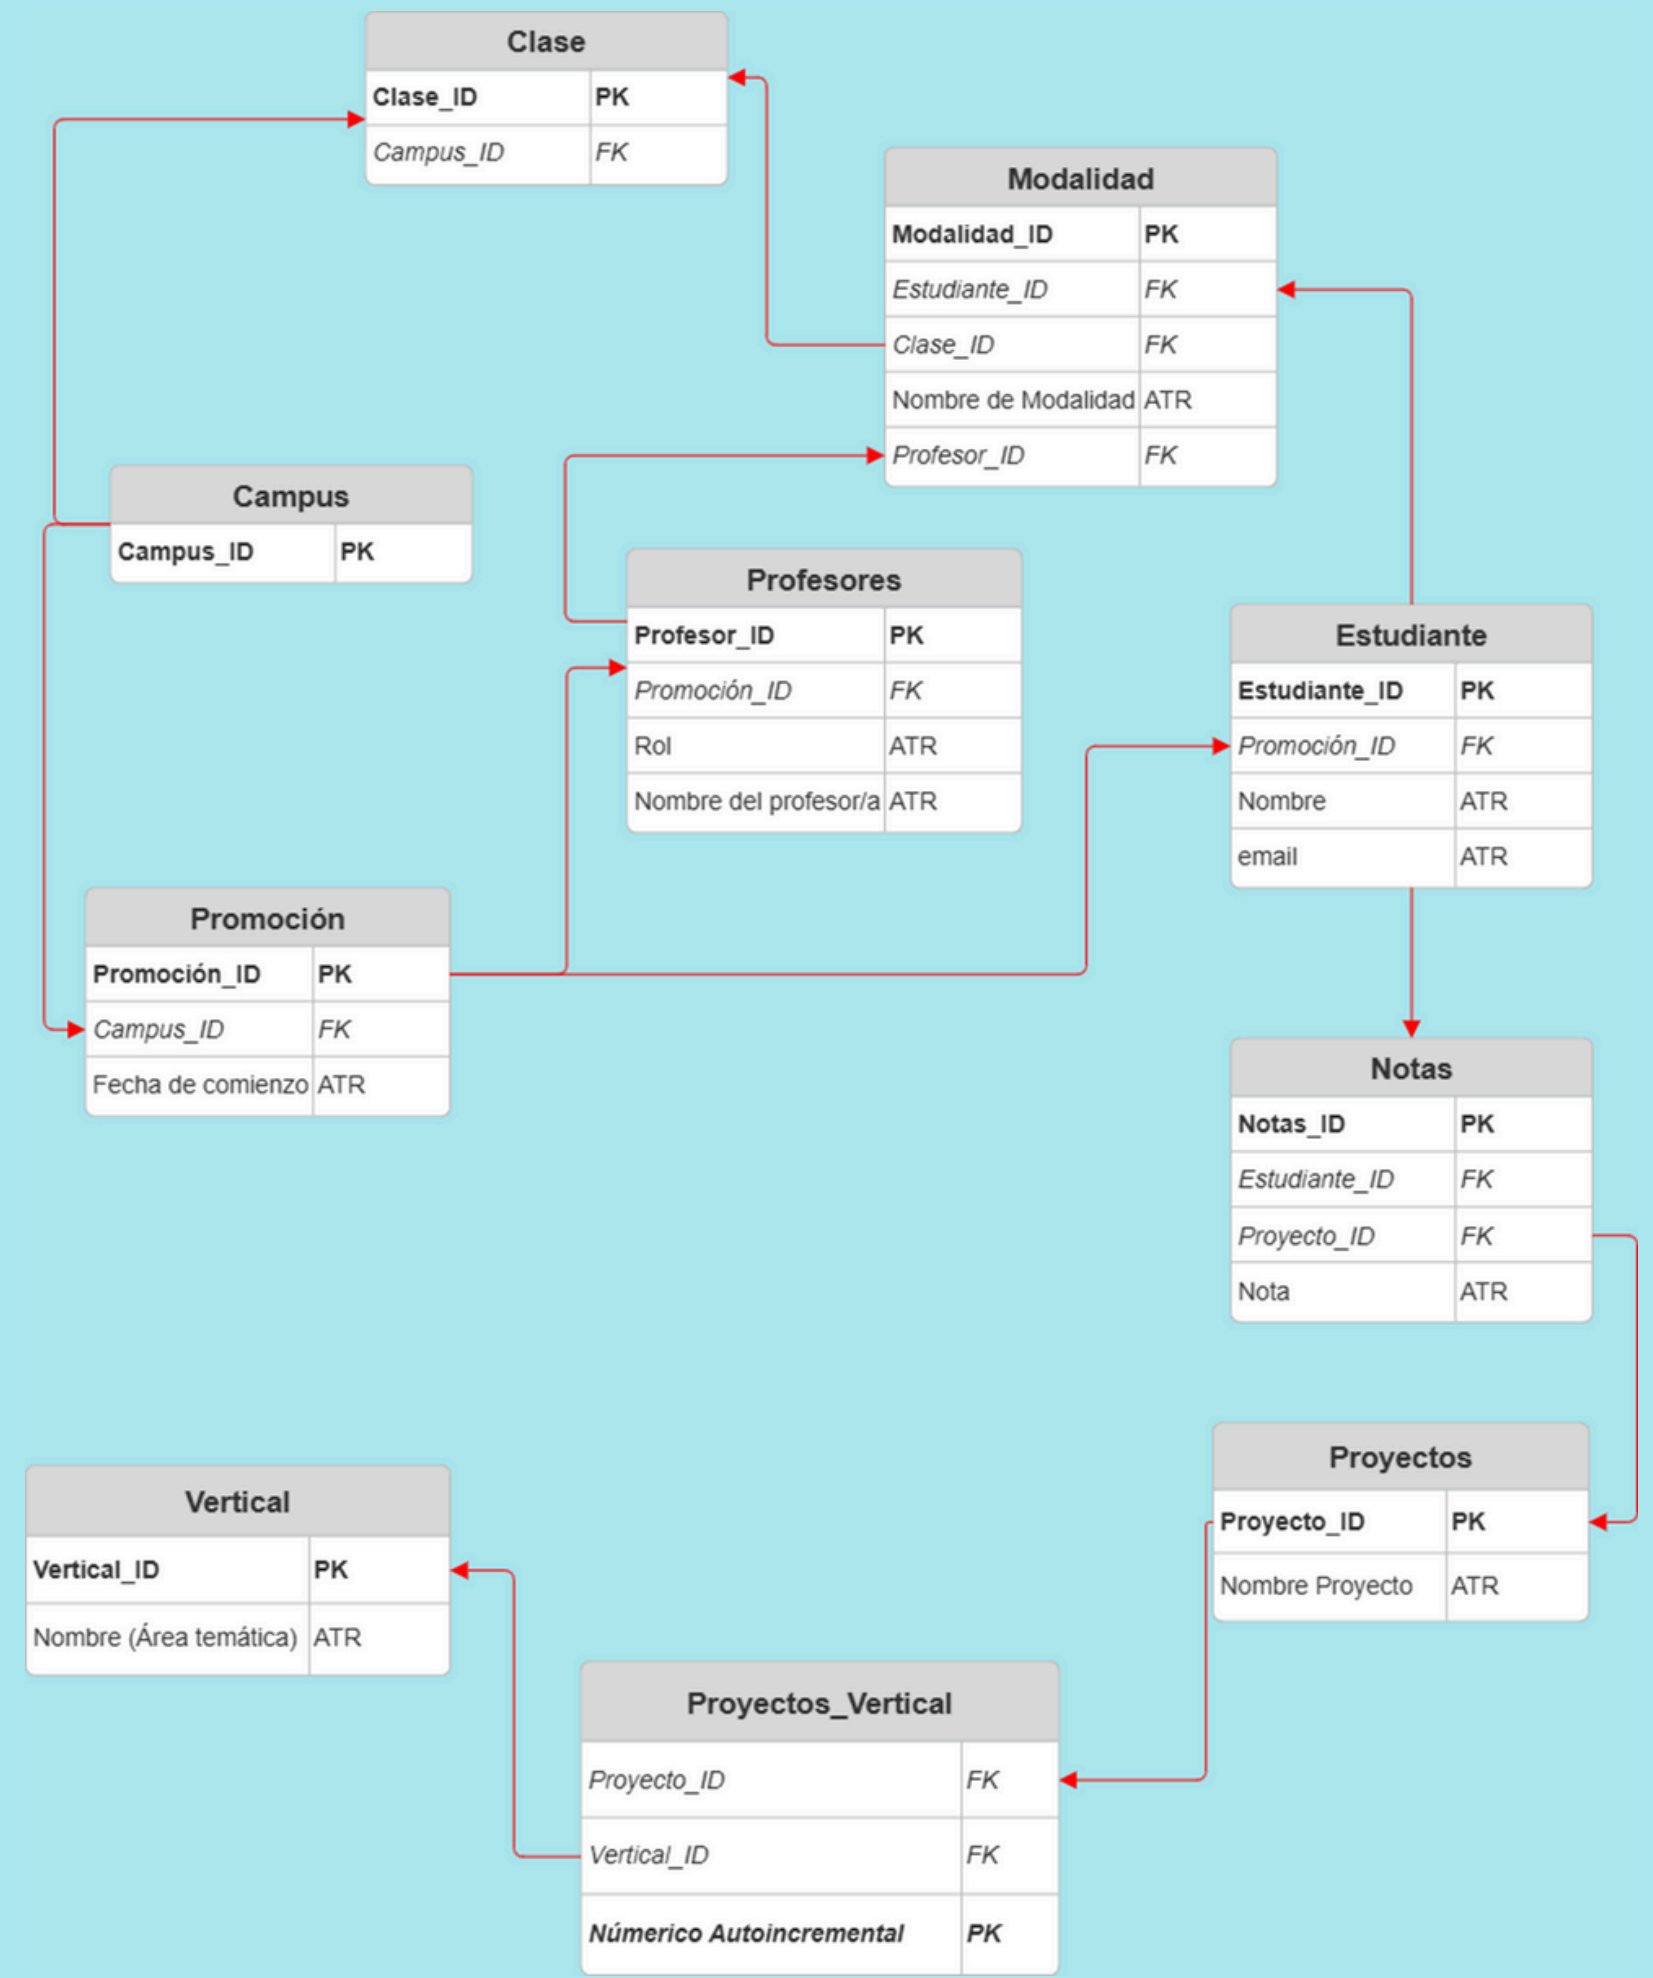 Clase
Clase_ID PK
Campus_ID FK
Modalidad
Modalidad_ID PK
Estudiante_ID FK
Clase_ID FK
Nombre de Modalidad ATR
Profesor_ID FK
Campus
Campus_ID PK
Profesores
Profesor_ID PK
Promoción_ID FK
Rol ATR
Nombre del profesor/a ATR
Estudiante
Estudiante_ID PK
Promoción_ID FK
Nombre ATR
email ATR
Promoción
Promoción_ID PK
Campus_ID FK
Fecha de comienzo ATR
Notas
Notas_ID PK
Estudiante_ID FK
Proyecto_ID FK
Nota ATR
Proyectos
Proyecto_ID PK
Nombre Proyecto ATR
Vertical
Vertical_ID PK
Nombre (Área temática) ATR
Proyectos_Vertical
Proyecto_ID FK
Vertical_ID FK
Númerico Autoincremental PK